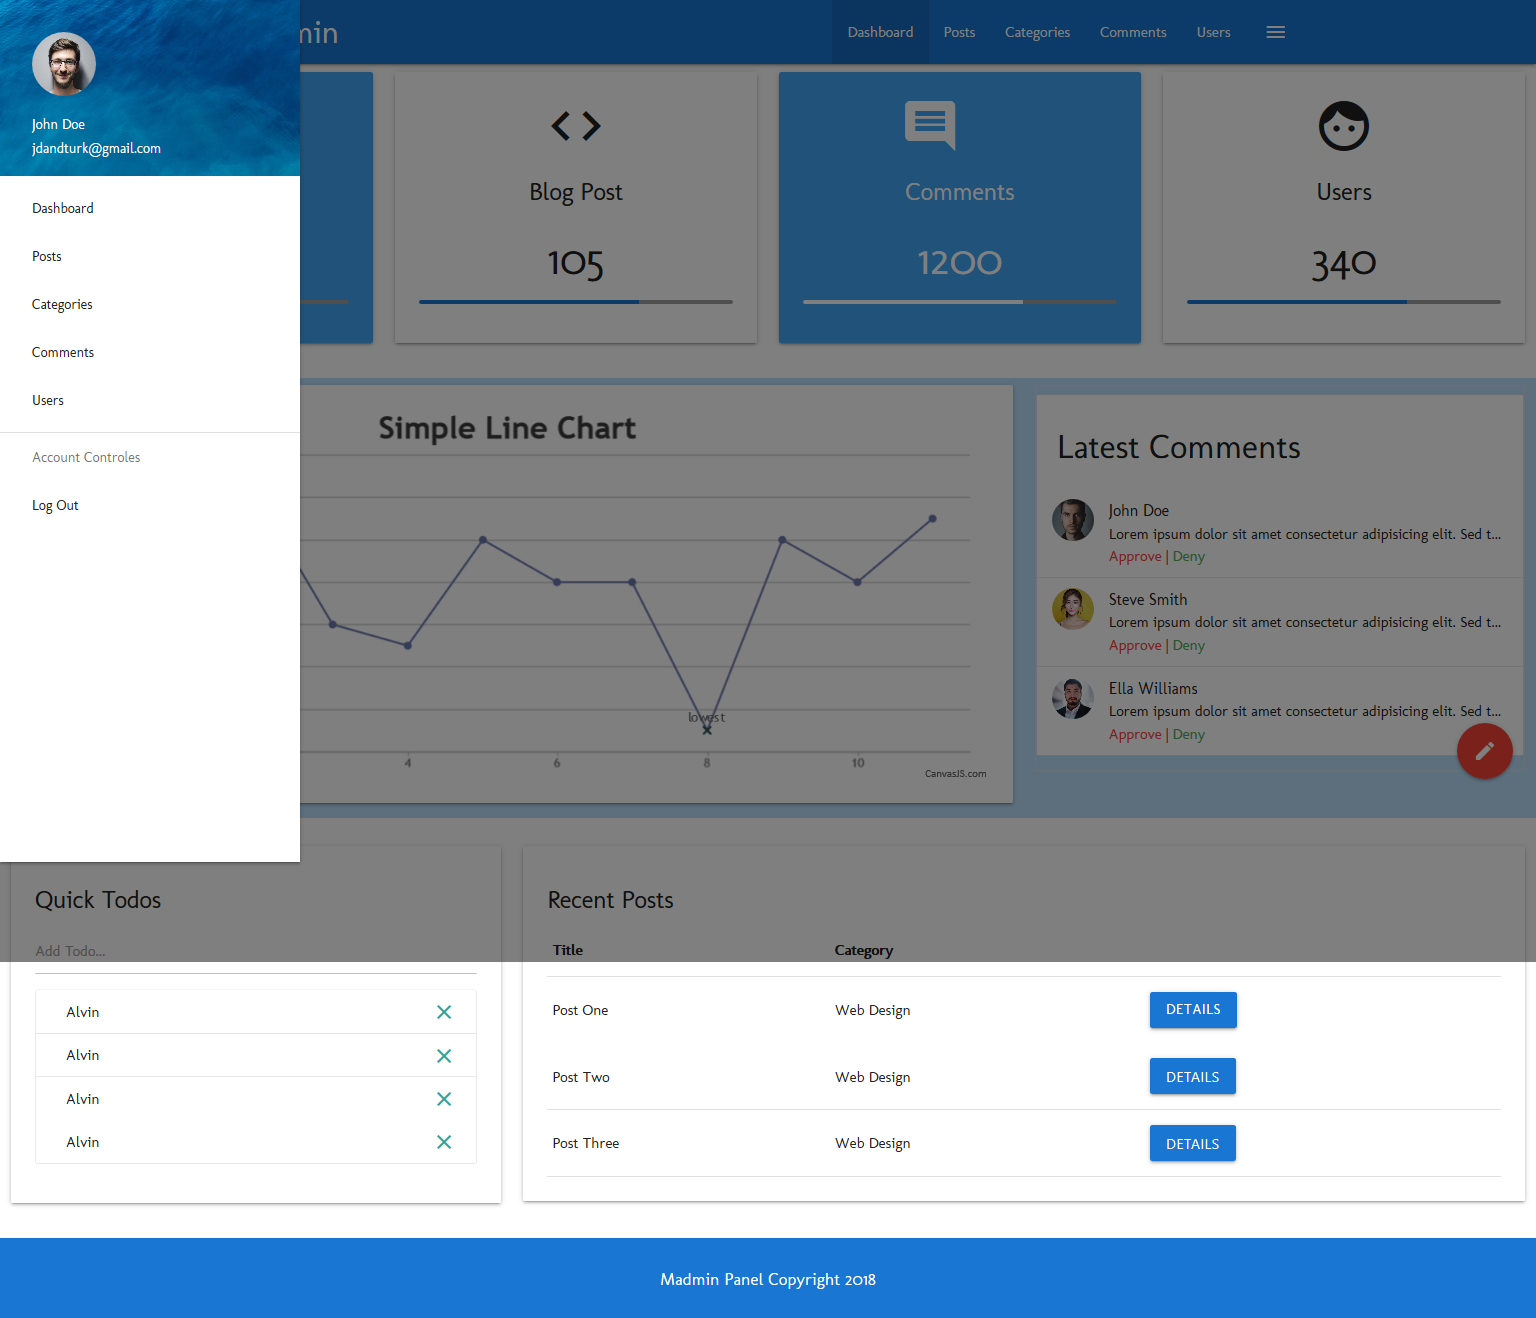 min
Dashboard
Posts
Categories
Comments
Users
John Doe
jdandturk@gmail.com
Dashboard
Posts
Categories
Comments
Users
Account Controles
Log Out
Blog Post
105
Comments
1200
Users
340
Simple Line Chart
lowest
4
6
8
10
CanvasJS.com
Latest Comments
John Doe
Lorem ipsum dolor sit amet consectetur adipisicing elit. Sed t...
Approve | Deny
Steve Smith
Lorem ipsum dolor sit amet consectetur adipisicing elit. Sed t...
Approve | Deny
Ella Williams
Lorem ipsum dolor sit amet consectetur adipisicing elit. Sed t...
Approve | Deny
Quick Todos
Add Todo...
Alvin
Alvin
Alvin
Alvin
Recent Posts
Title Category
Post One Web Design DETAILS
Post Two Web Design DETAILS
Post Three Web Design DETAILS
Madmin Panel Copyright 2018